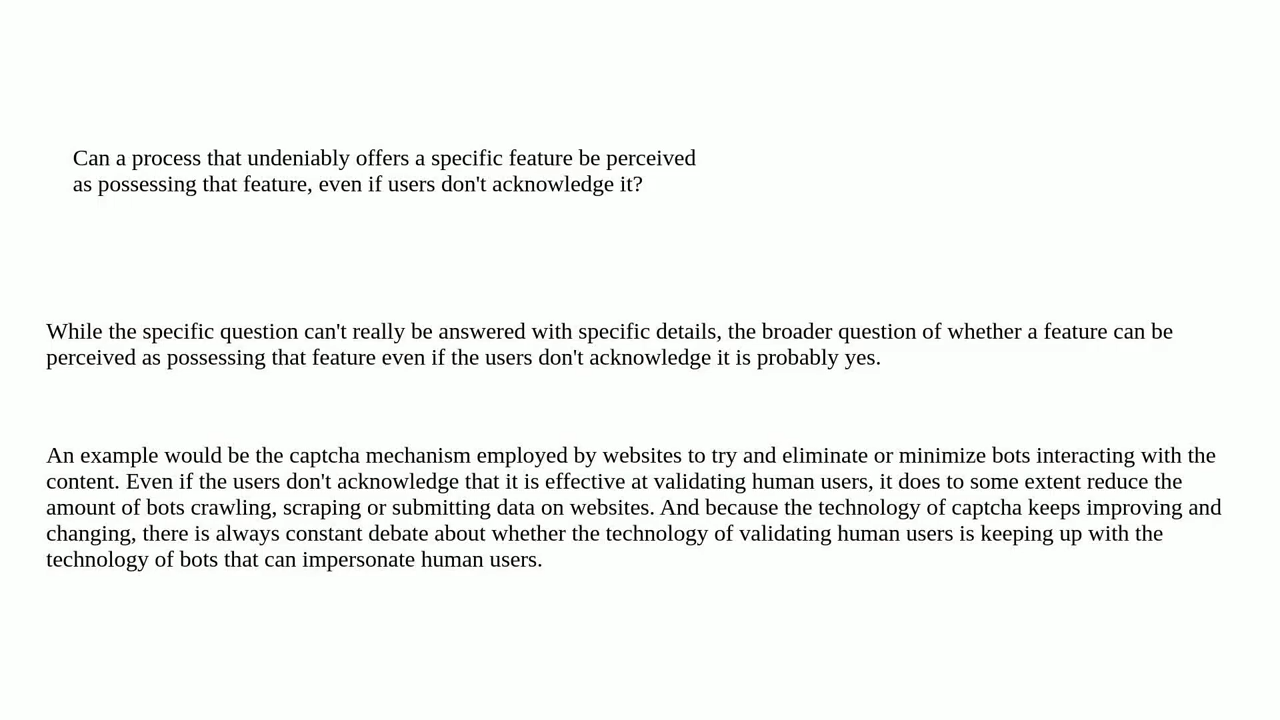 Can a process that undeniably offers a specific feature be perceived
as possessing that feature, even if users don't acknowledge it?
While the specific question can't really be answered with specific details, the broader question of whether a feature can be
perceived as possessing that feature even if the users don't acknowledge it is probably yes.
An example would be the captcha mechanism employed by websites to try and eliminate or minimize bots interacting with the
content. Even if the users don't acknowledge that it is effective at validating human users, it does to some extent reduce the
amount of bots crawling, scraping or submitting data on websites. And because the technology of captcha keeps improving and
changing, there is always constant debate about whether the technology of validating human users is keeping up with the
technology of bots that can impersonate human users.